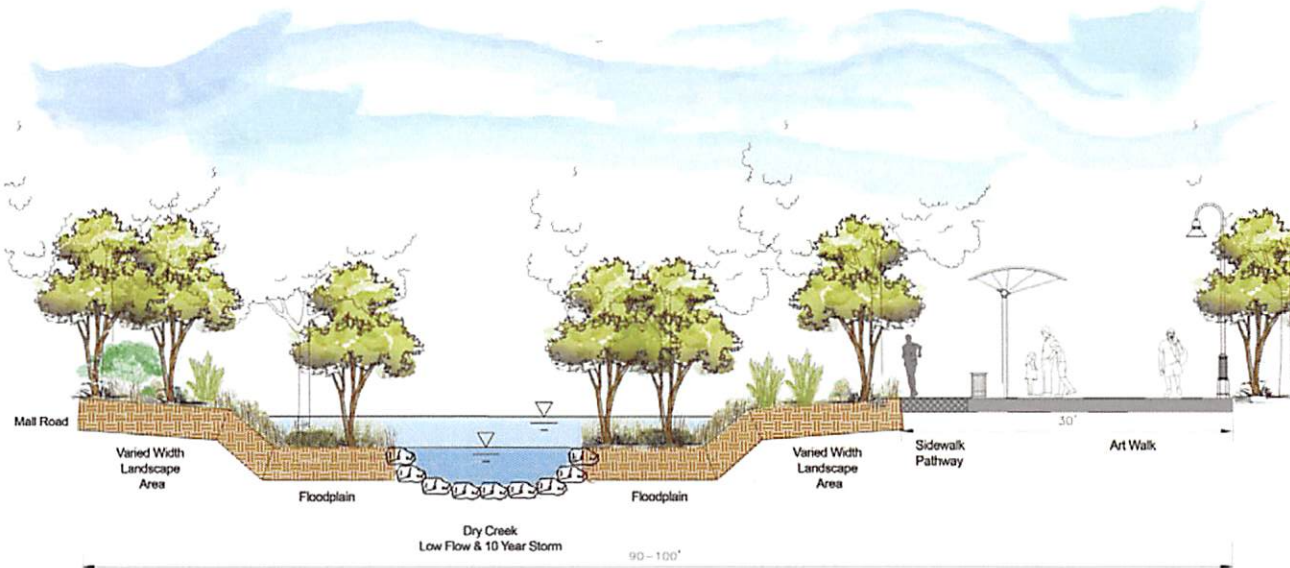 Mall Road
Varied Width
Landscape
Area
Floodplain
Dry Creek
Low Flow & 10 Year Storm
Floodplain
Varied Width
Landscape
Area
Sidewalk
Pathway
30'
Art Walk
90-100'